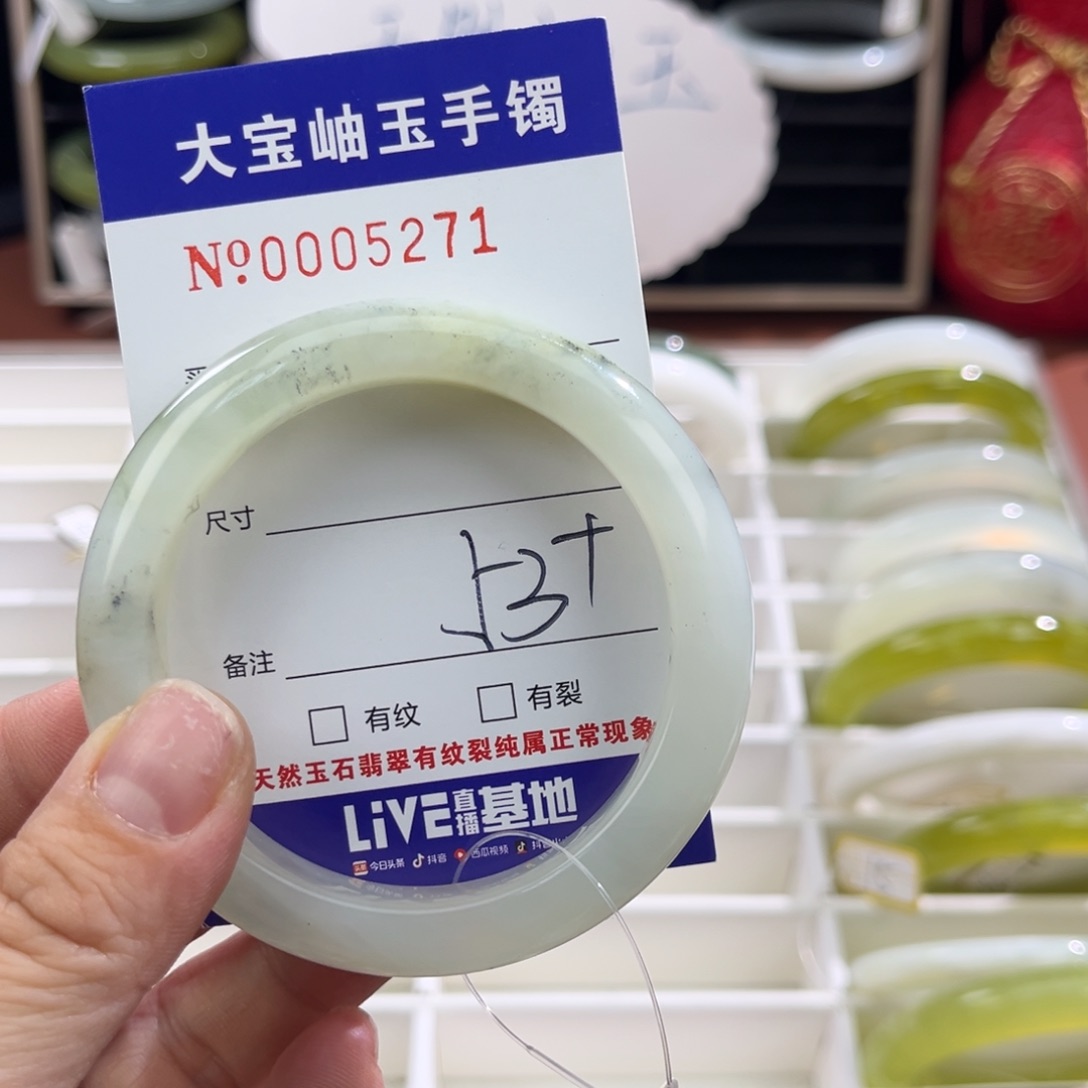 大宝岫玉手镯
Nº0005271
尺寸
53+
备注
□ 有纹 □ 有裂
天然玉石翡翠有纹裂纯属正常现象
LiVE直播基地
今日头条 抖音 西瓜视频